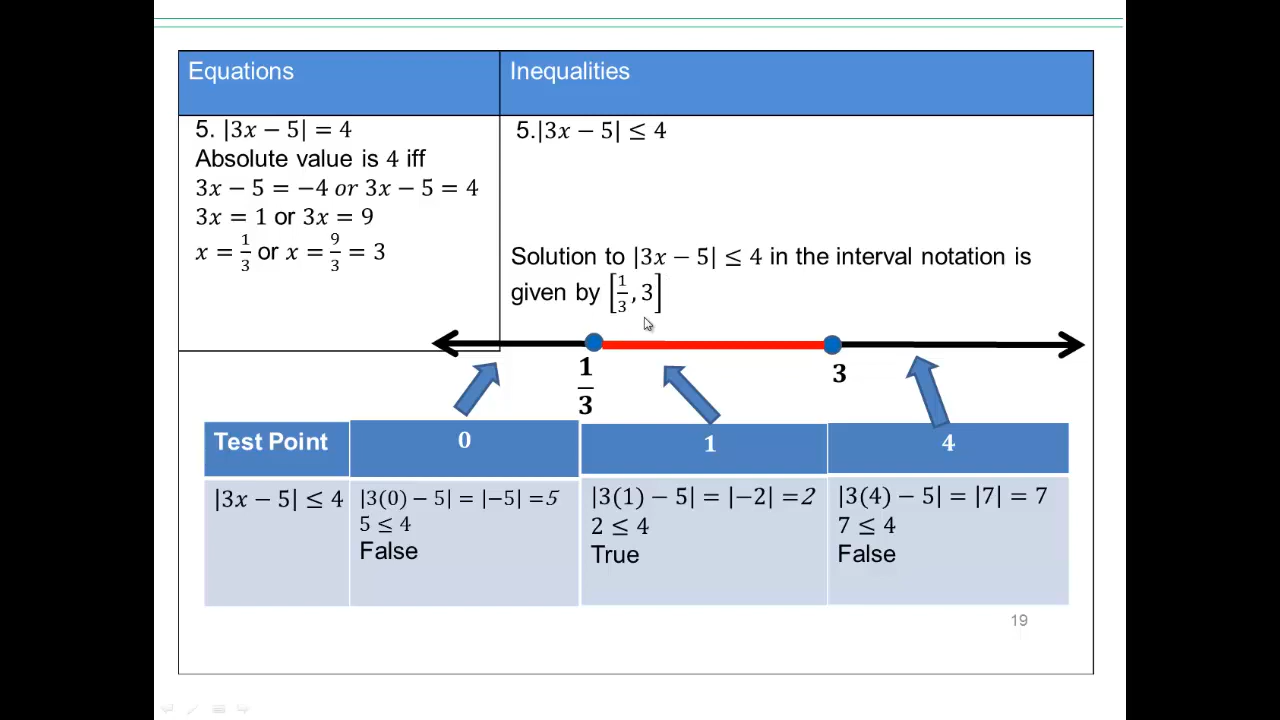 Equations
Inequalities
5. |3x − 5| = 4
Absolute value is 4 iff
3x − 5 = −4 or 3x − 5 = 4
3x = 1 or 3x = 9
x = 1/3 or x = 9/3 = 3
5.|3x − 5| ≤ 4
Solution to |3x − 5| ≤ 4 in the interval notation is
given by [1/3, 3]
1/3
3
Test Point
0
1
4
|3x − 5| ≤ 4
|3(0) − 5| = |−5| =5
5 ≤ 4
False
|3(1) − 5| = |−2| =2
2 ≤ 4
True
|3(4) − 5| = |7| = 7
7 ≤ 4
False
19